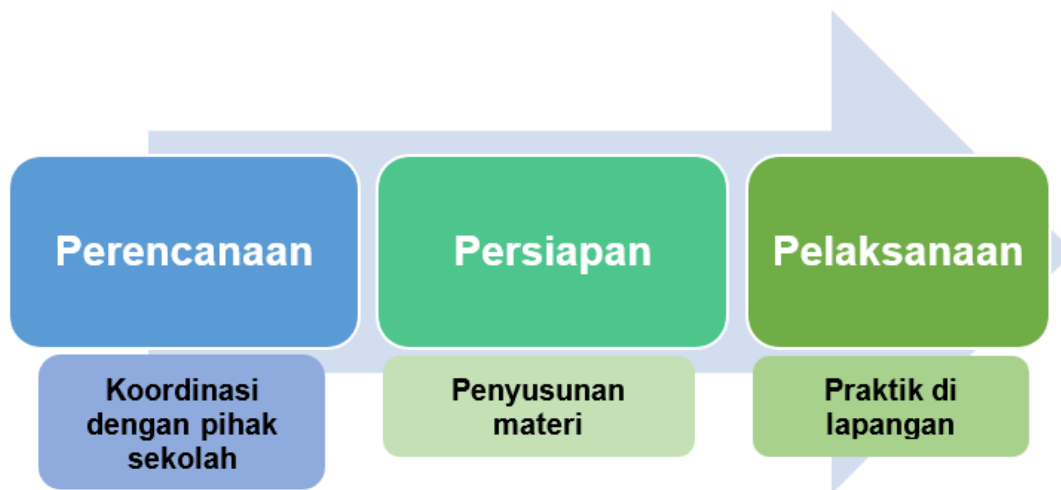 Perencanaan
Koordinasi
dengan pihak
sekolah
Persiapan
Penyusunan
materi
Pelaksanaan
Praktik di
lapangan